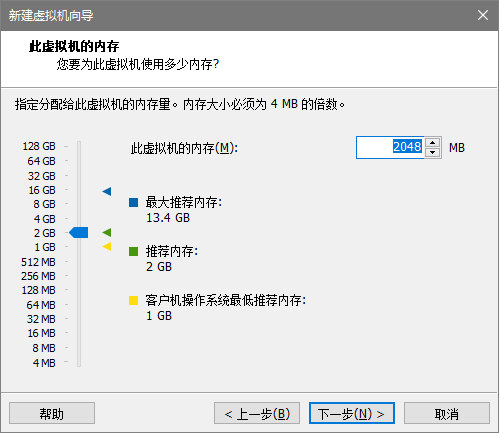 新建虚拟机向导
此虚拟机的内存
您要为此虚拟机使用多少内存?
指定分配给此虚拟机的内存量。内存大小必须为 4 MB 的倍数。
128 GB
64 GB
32 GB
16 GB
8 GB
4 GB
2 GB
1 GB
512 MB
256 MB
128 MB
64 MB
32 MB
16 MB
8 MB
4 MB
此虚拟机的内存(M): 2048 MB
最大推荐内存:
13.4 GB
推荐内存:
2 GB
客户机操作系统最低推荐内存:
1 GB
帮助 < 上一步(B) 下一步(N) > 取消